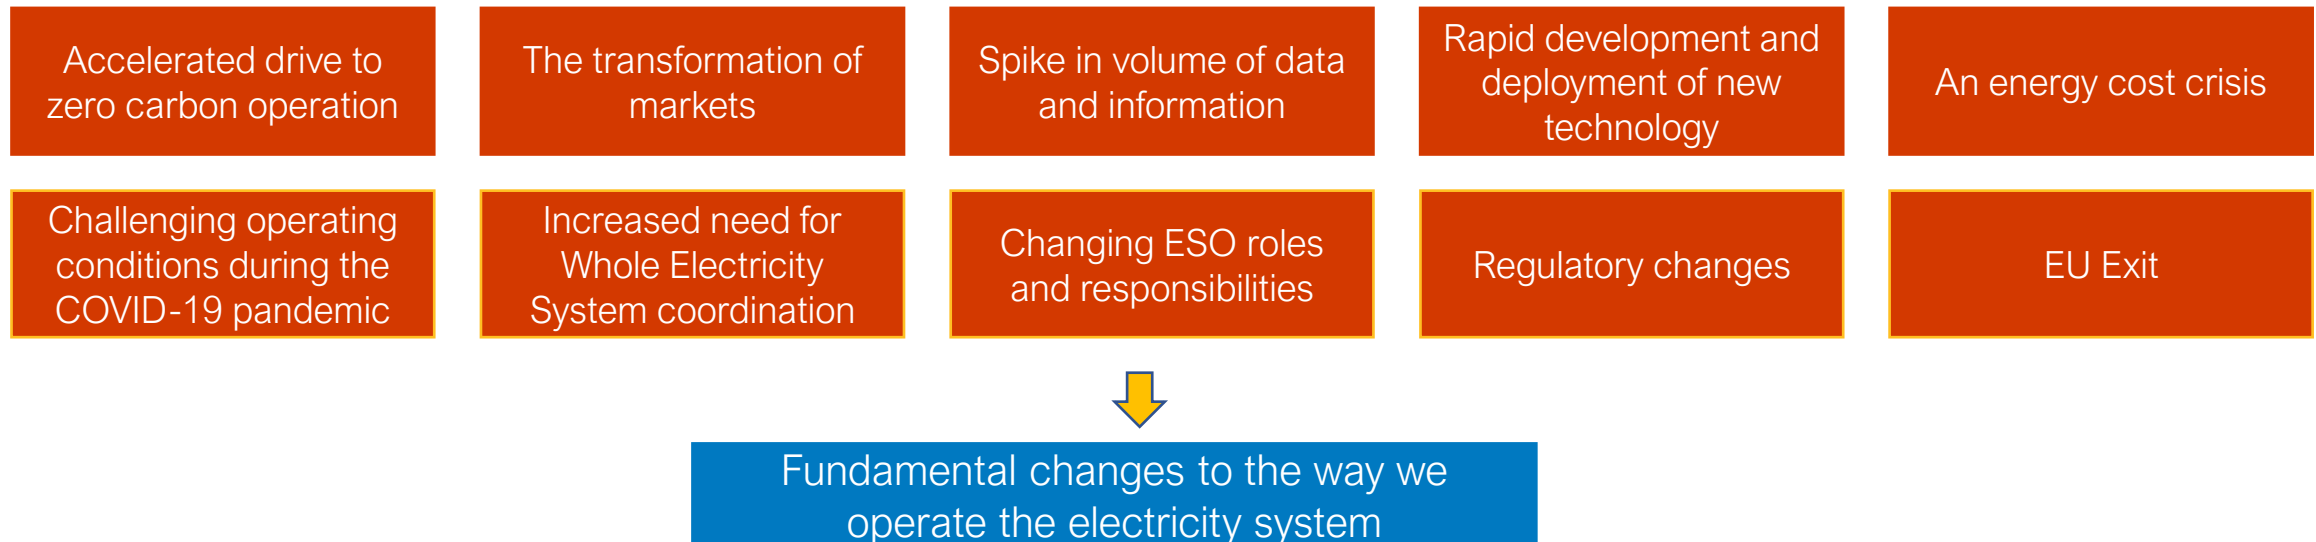 Accelerated drive to
zero carbon operation
The transformation of
markets
Spike in volume of data
and information
Rapid development and
deployment of new
technology
An energy cost crisis
Challenging operating
conditions during the
COVID-19 pandemic
Increased need for
Whole Electricity
System coordination
Changing ESO roles
and responsibilities
Regulatory changes
EU Exit
Fundamental changes to the way we
operate the electricity system